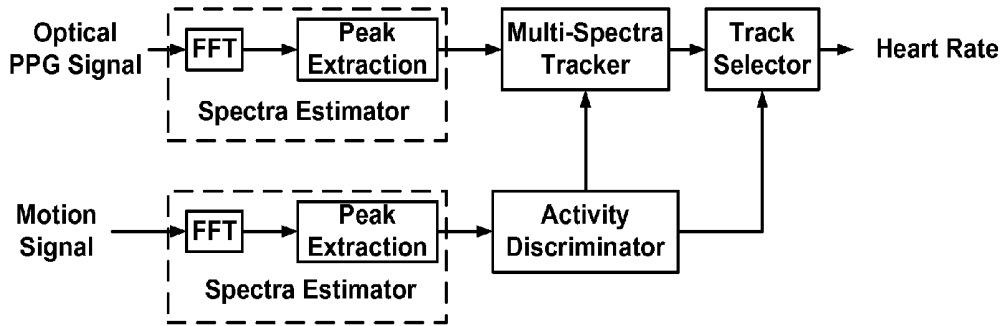 Optical
PPG Signal
FFT
Peak
Extraction
Spectra Estimator
Multi-Spectra
Tracker
Track
Selector
Heart Rate
Motion
Signal
FFT
Peak
Extraction
Spectra Estimator
Activity
Discriminator